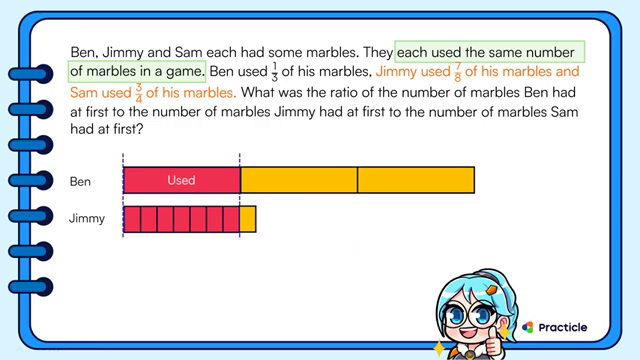 Ben, Jimmy and Sam each had some marbles. They each used the same number
of marbles in a game. Ben used 1/3 of his marbles, Jimmy used 7/8 of his marbles and
Sam used 3/4 of his marbles. What was the ratio of the number of marbles Ben had
at first to the number of marbles Jimmy had at first to the number of marbles Sam
had at first?
Ben Used
Jimmy
Practicle